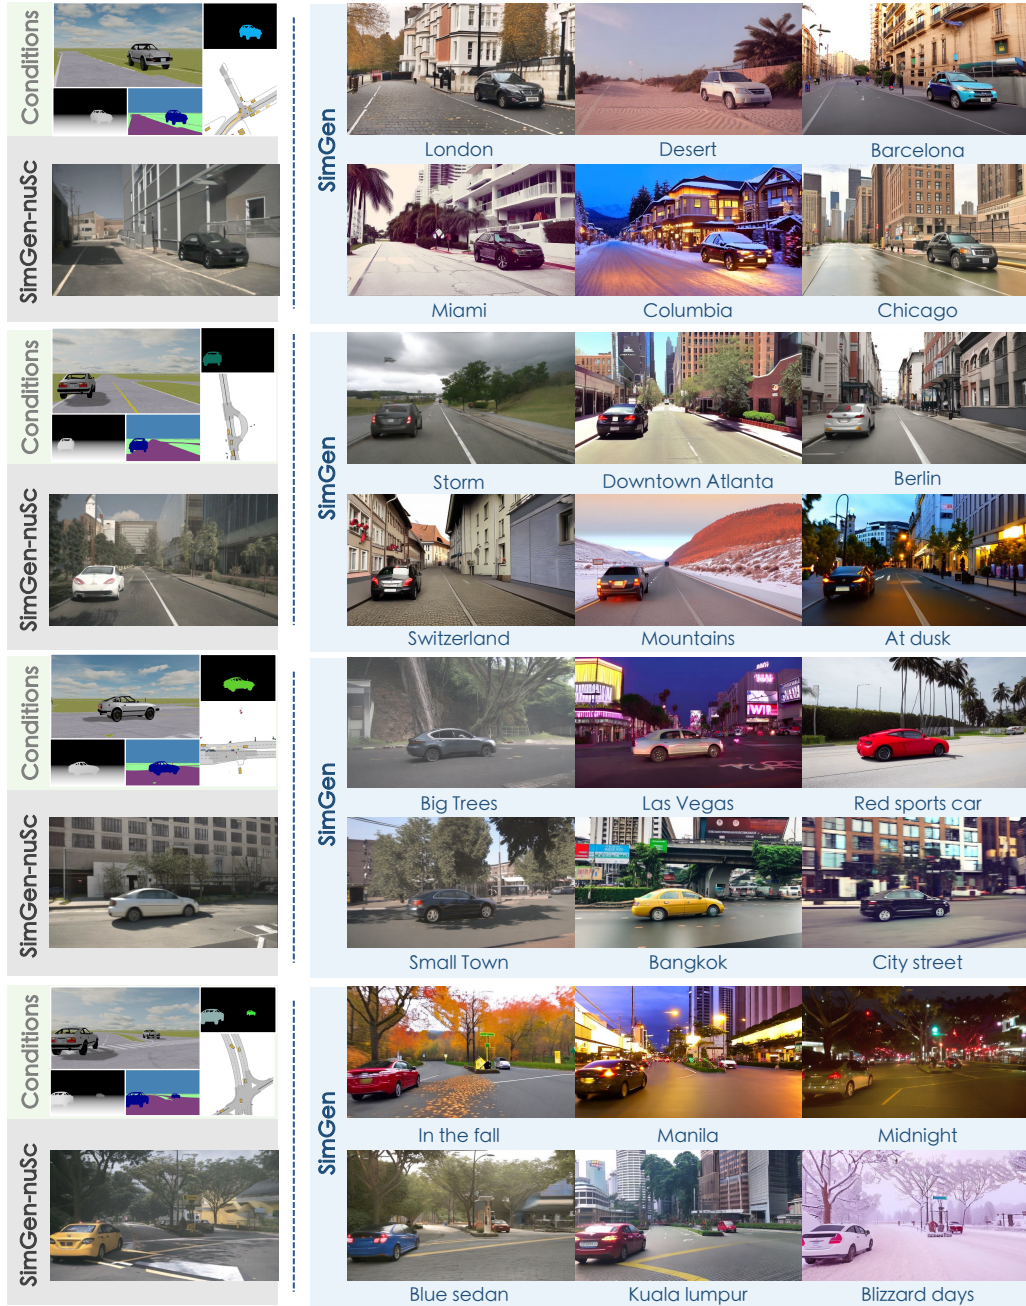 Conditions
SimGen-nuSc
SimGen
London
Desert
Barcelona
Miami
Columbia
Chicago
Conditions
SimGen-nuSc
SimGen
Storm
Downtown Atlanta
Berlin
Switzerland
Mountains
At dusk
Conditions
SimGen-nuSc
SimGen
Big Trees
Las Vegas
Red sports car
Small Town
Bangkok
City street
Conditions
SimGen-nuSc
SimGen
In the fall
Manila
Midnight
Blue sedan
Kuala lumpur
Blizzard days